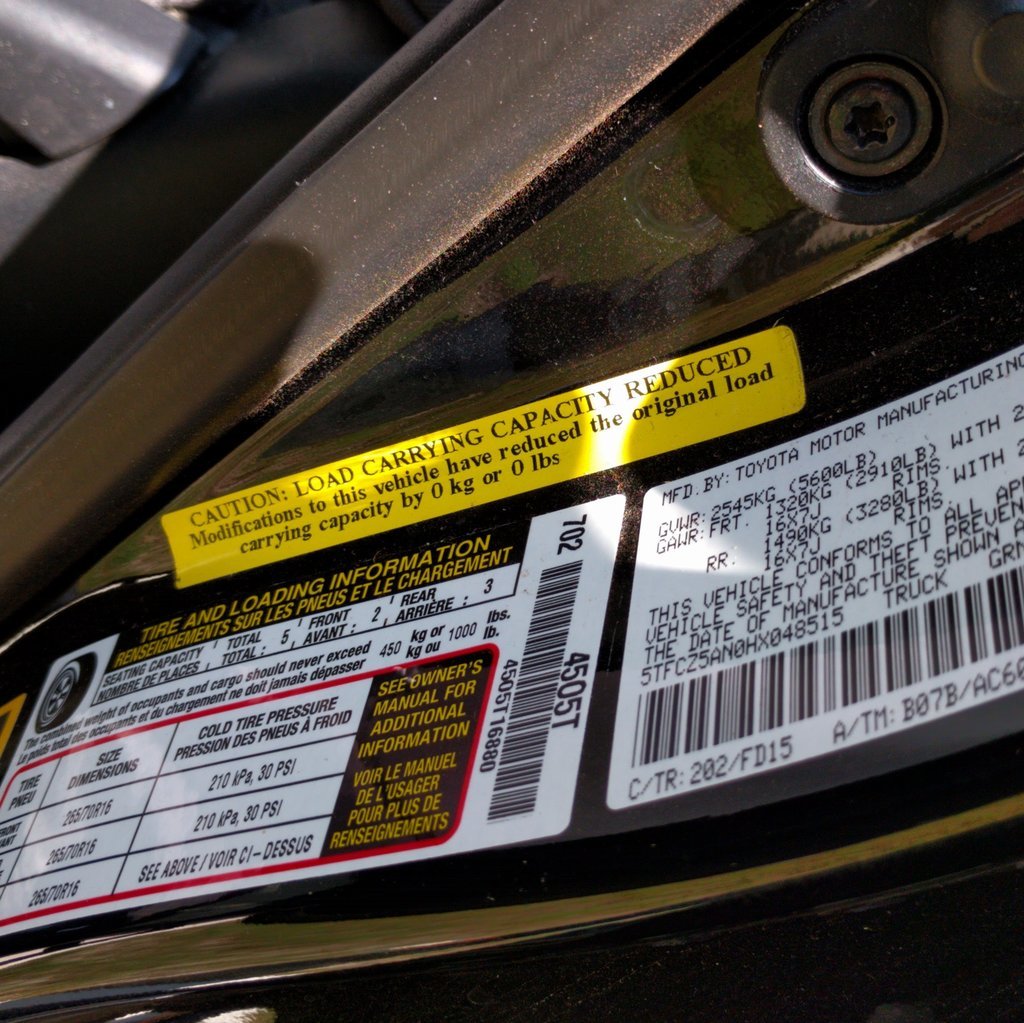 CAUTION: LOAD CARRYING CAPACITY REDUCED
Modifications to this vehicle have reduced the original load
carrying capacity by 0 kg or 0 lbs
TIRE AND LOADING INFORMATION
RENSEIGNEMENTS SUR LES PNEUS ET LE CHARGEMENT
SEATING CAPACITY TOTAL 5 FRONT 2 REAR 3
NOMBRE DE PLACES TOTAL: AVANT: ARRIÈRE:
The combined weight of occupants and cargo should never exceed 450 kg or 1000 lbs.
Le poids total des occupants et du chargement ne doit jamais dépasser kg ou lb.
TIRE SIZE COLD TIRE PRESSURE
PNEU DIMENSIONS PRESSION DES PNEUS À FROID
265/70R16 210 kPa, 30 PSI
265/70R16 210 kPa, 30 PSI
265/70R16 SEE ABOVE / VOIR CI-DESSUS
SEE OWNER'S
MANUAL FOR
ADDITIONAL
INFORMATION
VOIR LE MANUEL
DE L'USAGER
POUR PLUS DE
RENSEIGNEMENTS
702
4505T16880
4505T
MFD. BY: TOYOTA MOTOR MANUFACTURING
GVWR: 2545KG (5600LB)
GAWR: FRT. 1320KG (2910LB) WITH
16X7J RIMS
RR. 1490KG (3280LB) WITH
16X7J RIMS.
THIS VEHICLE CONFORMS TO ALL
VEHICLE SAFETY AND THEFT
THE DATE OF MANUFACTURE SHOWN
5TFCZ5AN0HX048515 TRUCK
C/TR: 202/FD15 A/TM: B07B/